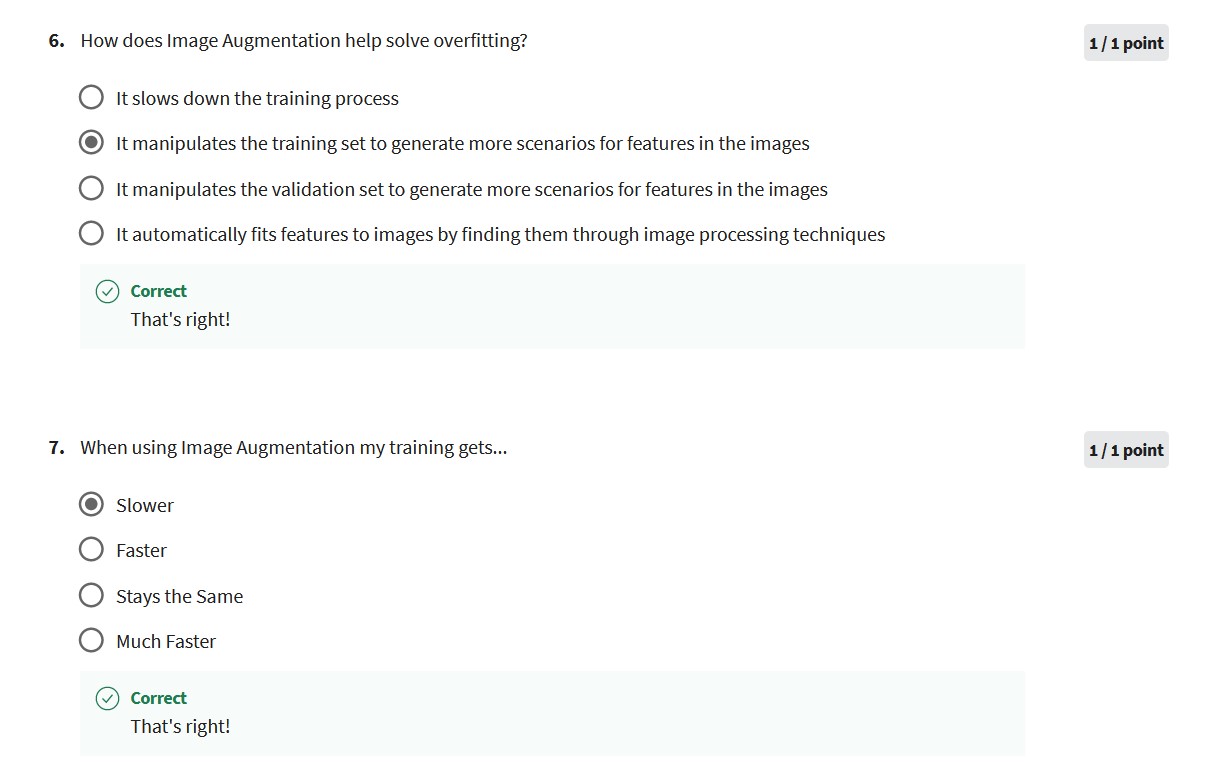 6. How does Image Augmentation help solve overfitting?
1 / 1 point
It slows down the training process
It manipulates the training set to generate more scenarios for features in the images
It manipulates the validation set to generate more scenarios for features in the images
It automatically fits features to images by finding them through image processing techniques
Correct
That's right!
7. When using Image Augmentation my training gets...
1 / 1 point
Slower
Faster
Stays the Same
Much Faster
Correct
That's right!